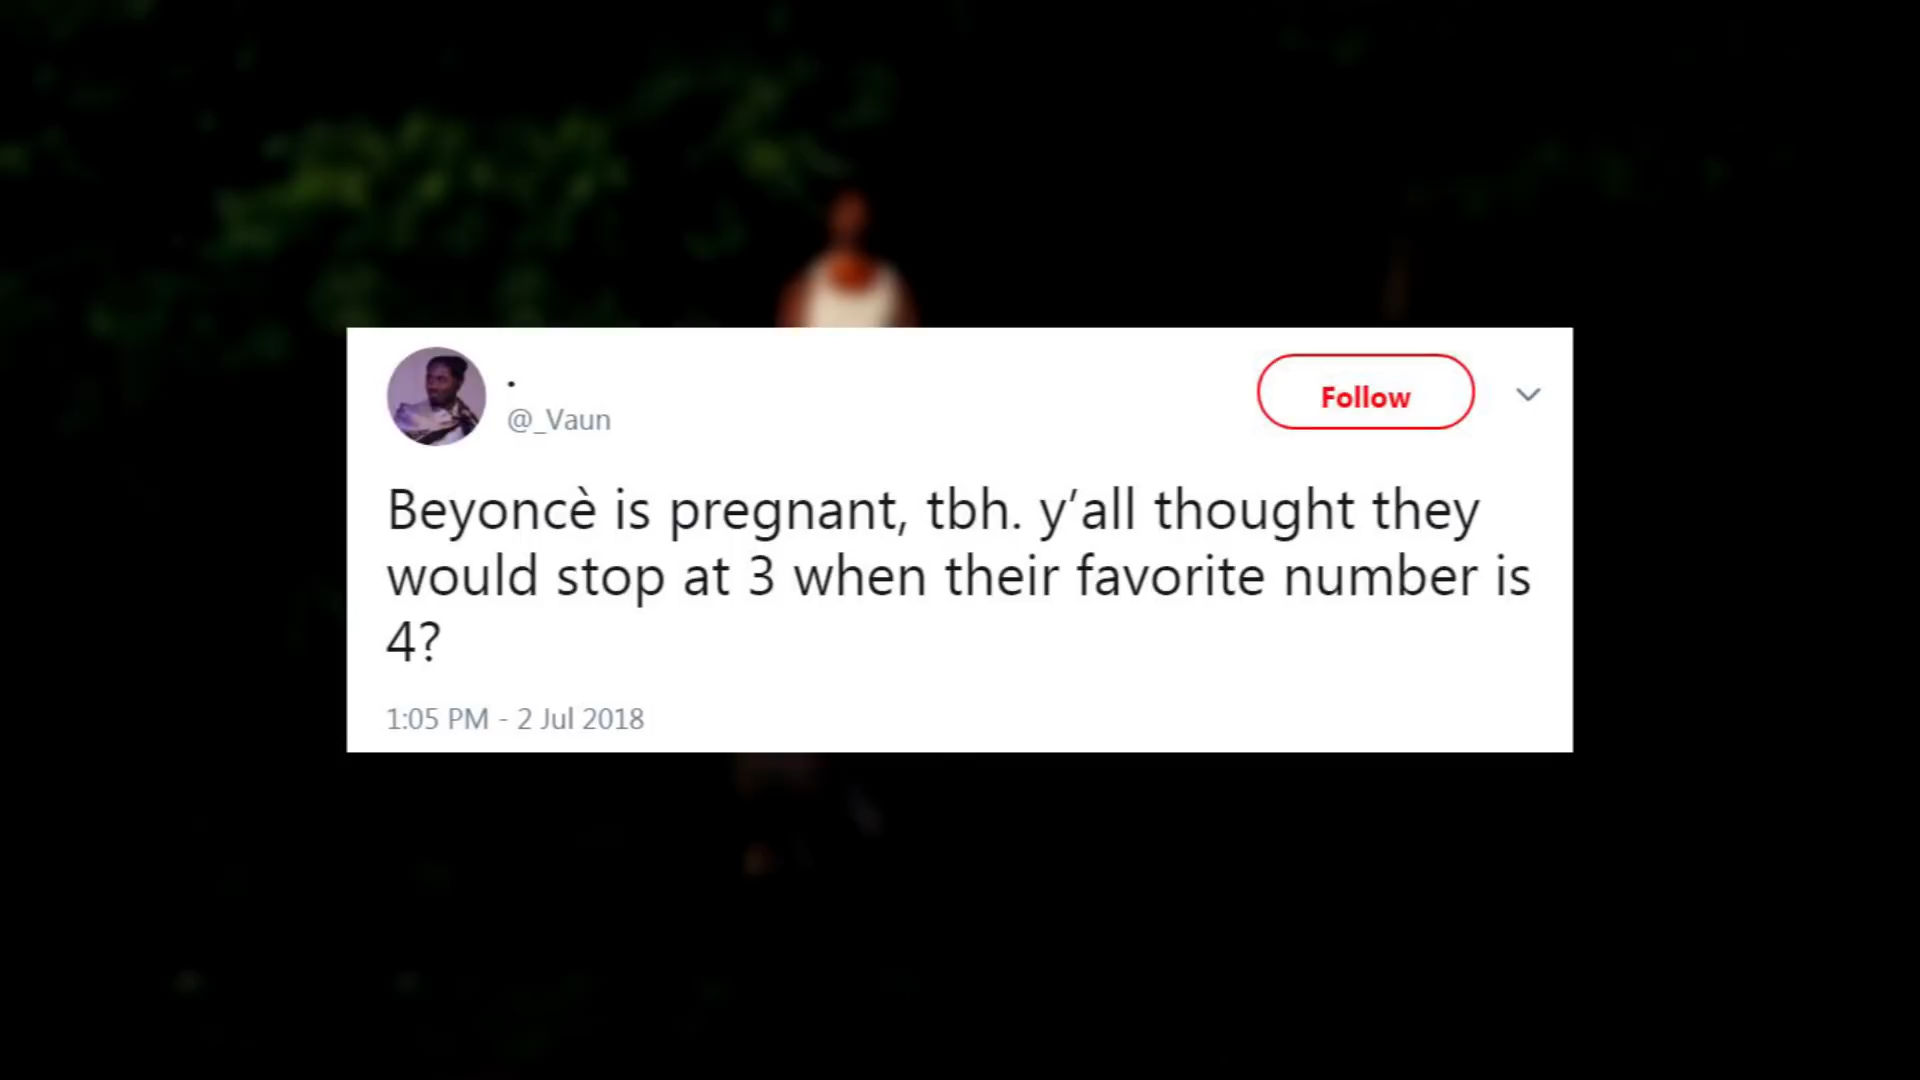 .
@_Vaun
Follow
Beyoncè is pregnant, tbh. y’all thought they
would stop at 3 when their favorite number is
4?
1:05 PM - 2 Jul 2018